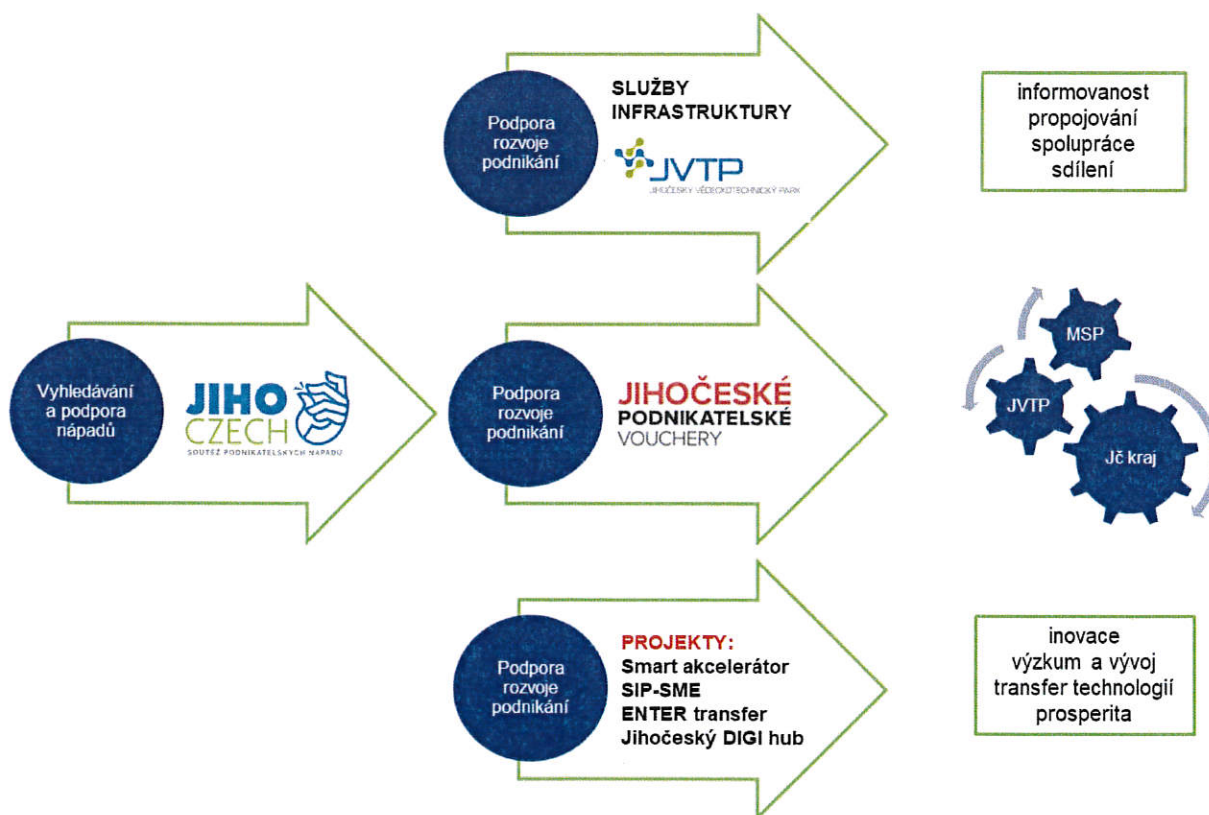 Podpora
rozvoje
podnikání
SLUŽBY
INFRASTRUKTURY
JVTP
JIHOČESKÝ VĚDECKOTECHNICKÝ PARK
informovanost
propojování
spolupráce
sdílení
Vyhledávání
a podpora
nápadů
JIHO
CZECH
SOUTĚŽ PODNIKATELSKÝCH NÁPADŮ
Podpora
rozvoje
podnikání
JIHOČESKÉ
PODNIKATELSKÉ
VOUCHERY
MSP
JVTP
Jč kraj
Podpora
rozvoje
podnikání
PROJEKTY:
Smart akcelerátor
SIP-SME
ENTER transfer
Jihočeský DIGI hub
inovace
výzkum a vývoj
transfer technologií
prosperita